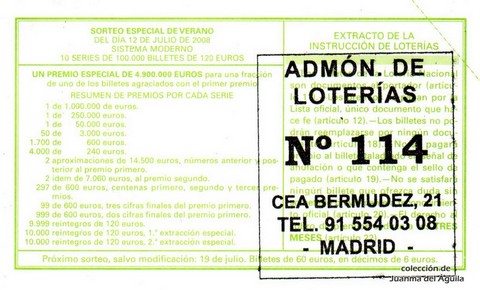 SORTEO ESPECIAL DE VERANO
DEL DIA 12 DE JULIO DE 2008
SISTEMA MODERNO
10 SERIES DE 100.000 BILLETES DE 120 EUROS
UN PREMIO ESPECIAL DE 4.900.000 EUROS para una fracción
de uno de los billetes agraciados con el primer premio
RESUMEN DE PREMIOS POR CADA SERIE
1 de 1.000.000 de euros.
1 de 250.000 euros.
1 de 50.000 euros.
50 de 3.000 euros.
1.700 de 600 euros.
4.000 de 240 euros.
2 aproximaciones de 14.500 euros, números anterior y pos-
terior al premio primero.
2 idem de 7.000 euros, al premio segundo.
297 de 600 euros, centenas primero, segundo y tercer pre-
mios.
99 de 600 euros, tres cifras finales del premio primero.
999 de 600 euros, dos cifras finales del premio primero.
9.999 reintegros de 120 euros.
10.000 reintegros de 120 euros, 1.ª extracción especial.
10.000 reintegros de 120 euros, 2.ª extracción especial.
EXTRACTO DE LA
INSTRUCCIÓN DE LOTERÍAS
ADMÓN. DE
LOTERÍAS
Nº 114
CEA BERMUDEZ, 21
TEL. 91 554 03 08
- MADRID -
Próximo sorteo, salvo modificación: 19 de julio. Billetes de 60 euros, en décimos de 6 euros.
colección de
Juanma del Águila